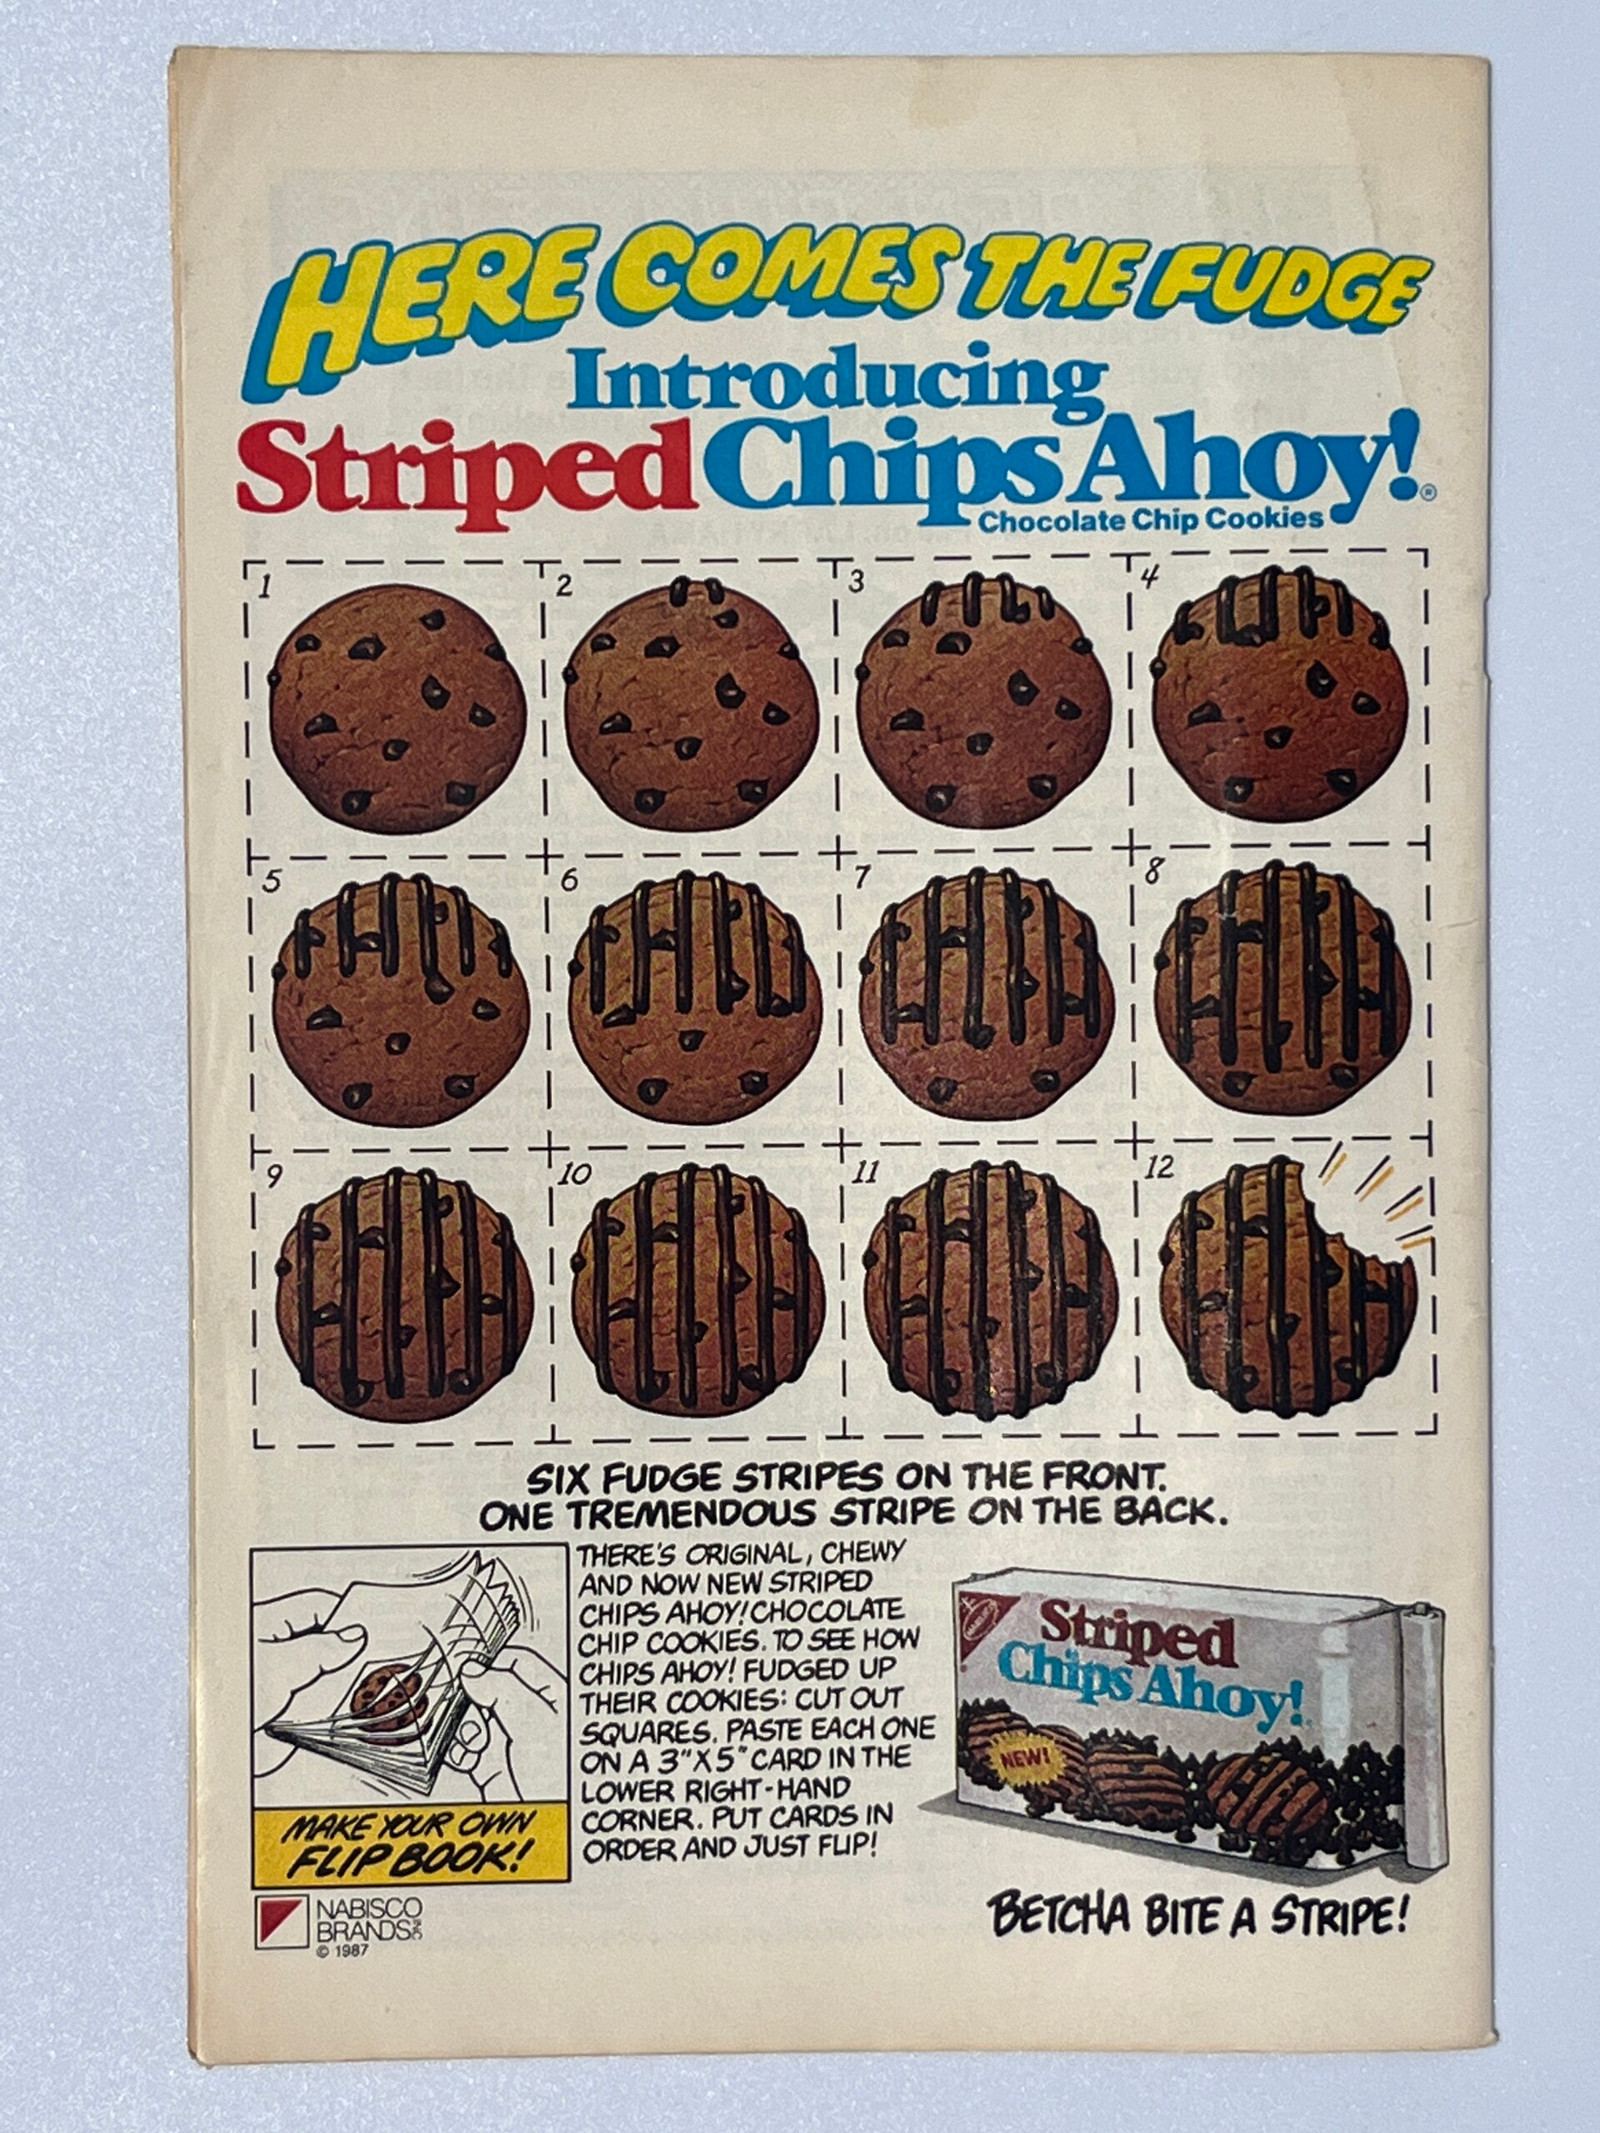 HERE COMES THE FUDGE
Introducing
Striped Chips Ahoy!®
Chocolate Chip Cookies
1
2
3
4
5
6
7
8
9
10
11
12
SIX FUDGE STRIPES ON THE FRONT.
ONE TREMENDOUS STRIPE ON THE BACK.
THERE'S ORIGINAL, CHEWY
AND NOW NEW STRIPED
CHIPS AHOY! CHOCOLATE
CHIP COOKIES. TO SEE HOW
CHIPS AHOY! FUDGED UP
THEIR COOKIES: CUT OUT
SQUARES. PASTE EACH ONE
ON A 3"X5" CARD IN THE
LOWER RIGHT-HAND
CORNER. PUT CARDS IN
ORDER AND JUST FLIP!
MAKE YOUR OWN
FLIP BOOK!
NABISCO
Striped
Chips Ahoy!
NEW!
BETCHA BITE A STRIPE!
NABISCO
BRANDS INC
© 1987